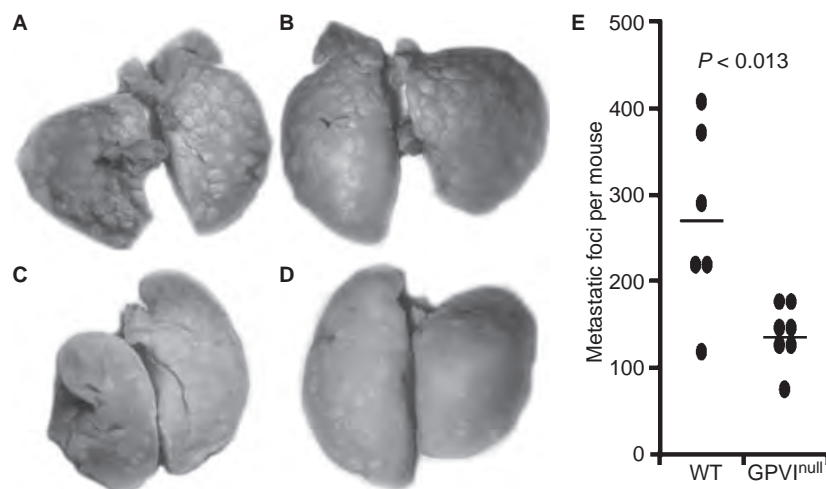 A
B
C
D
E
Metastatic foci per mouse
500
400
300
200
100
0
P < 0.013
WT
GPVI^null